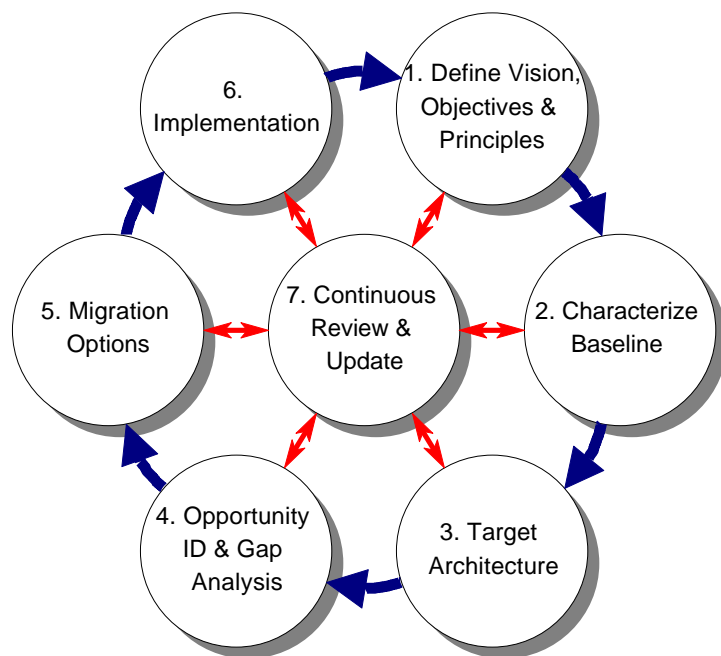 1. Define Vision,
Objectives &
Principles
2. Characterize
Baseline
3. Target
Architecture
4. Opportunity
ID & Gap
Analysis
5. Migration
Options
6.
Implementation
7. Continuous
Review &
Update